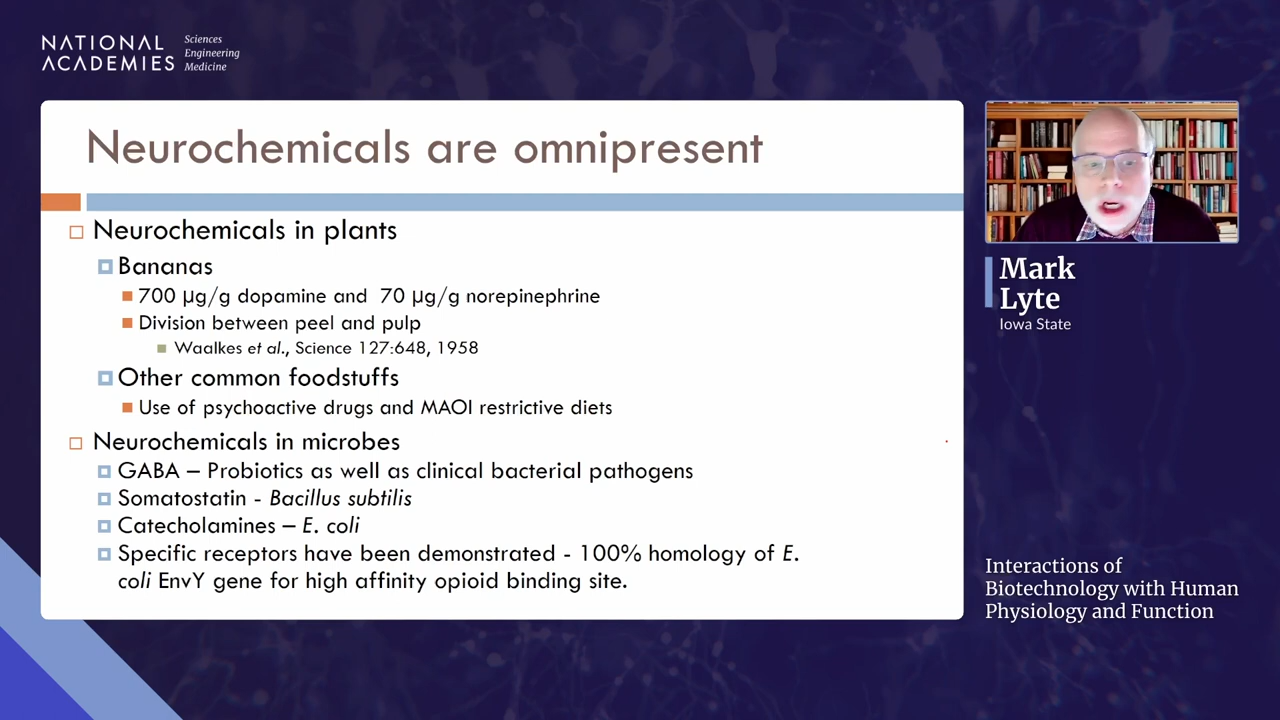 NATIONAL
ACADEMIES
Sciences
Engineering
Medicine
Neurochemicals are omnipresent
Neurochemicals in plants
Bananas
700 µg/g dopamine and 70 µg/g norepinephrine
Division between peel and pulp
Waalkes et al., Science 127:648, 1958
Other common foodstuffs
Use of psychoactive drugs and MAOI restrictive diets
Neurochemicals in microbes
GABA – Probiotics as well as clinical bacterial pathogens
Somatostatin - Bacillus subtilis
Catecholamines – E. coli
Specific receptors have been demonstrated - 100% homology of E.
coli EnvY gene for high affinity opioid binding site.
Mark
Lyte
Iowa State
Interactions of
Biotechnology with Human
Physiology and Function